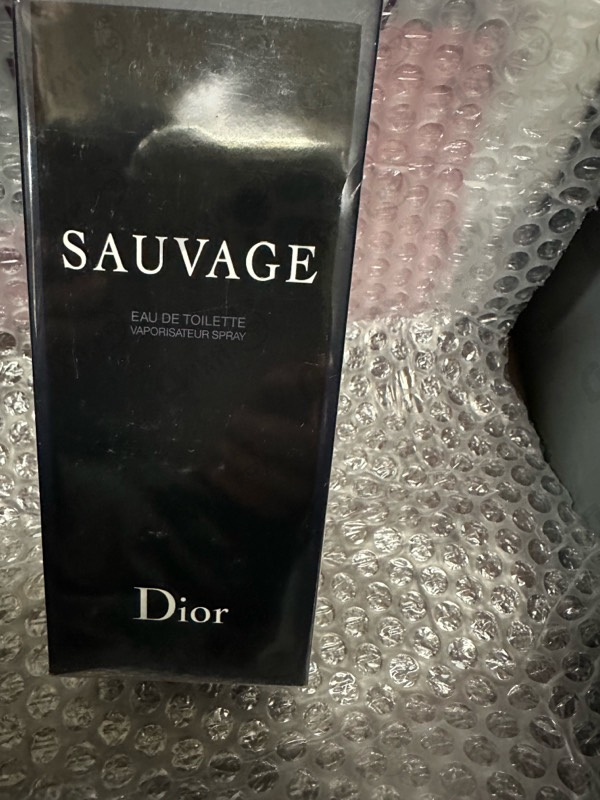 SAUVAGE
EAU DE TOILETTE
VAPORISATEUR SPRAY
Dior